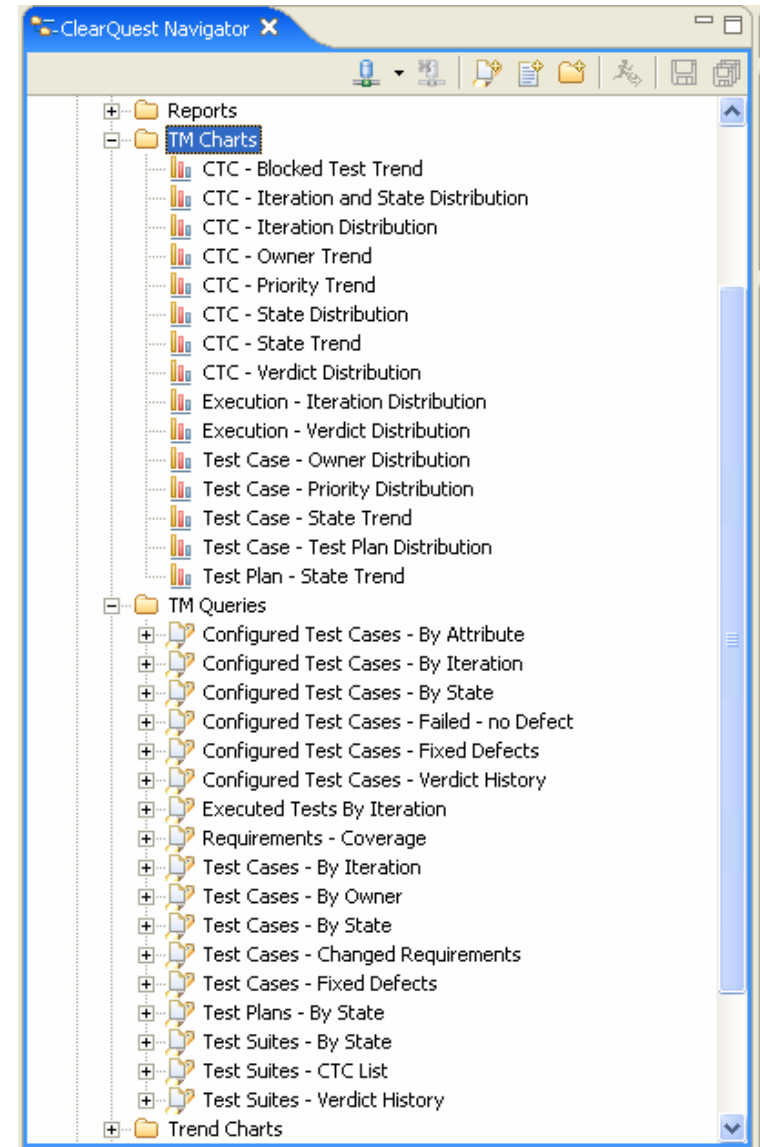 ClearQuest Navigator
Reports
TM Charts
CTC - Blocked Test Trend
CTC - Iteration and State Distribution
CTC - Iteration Distribution
CTC - Owner Trend
CTC - Priority Trend
CTC - State Distribution
CTC - State Trend
CTC - Verdict Distribution
Execution - Iteration Distribution
Execution - Verdict Distribution
Test Case - Owner Distribution
Test Case - Priority Distribution
Test Case - State Trend
Test Case - Test Plan Distribution
Test Plan - State Trend
TM Queries
Configured Test Cases - By Attribute
Configured Test Cases - By Iteration
Configured Test Cases - By State
Configured Test Cases - Failed - no Defect
Configured Test Cases - Fixed Defects
Configured Test Cases - Verdict History
Executed Tests By Iteration
Requirements - Coverage
Test Cases - By Iteration
Test Cases - By Owner
Test Cases - By State
Test Cases - Changed Requirements
Test Cases - Fixed Defects
Test Plans - By State
Test Suites - By State
Test Suites - CTC List
Test Suites - Verdict History
Trend Charts